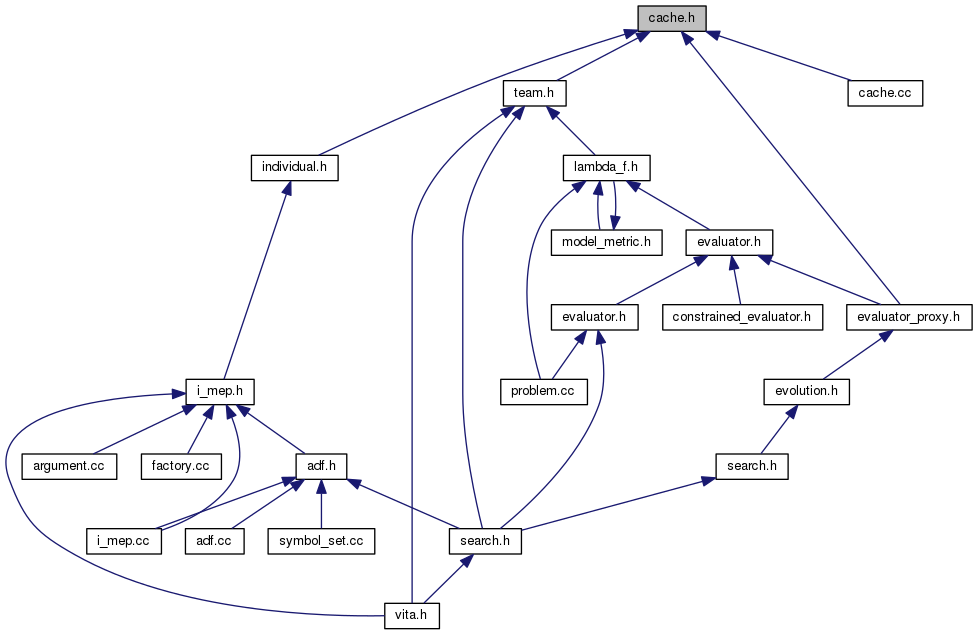 cache.h
team.h
cache.cc
individual.h
lambda_f.h
model_metric.h
evaluator.h
evaluator.h
constrained_evaluator.h
evaluator_proxy.h
i_mep.h
problem.cc
evolution.h
argument.cc
factory.cc
adf.h
search.h
i_mep.cc
adf.cc
symbol_set.cc
search.h
vita.h